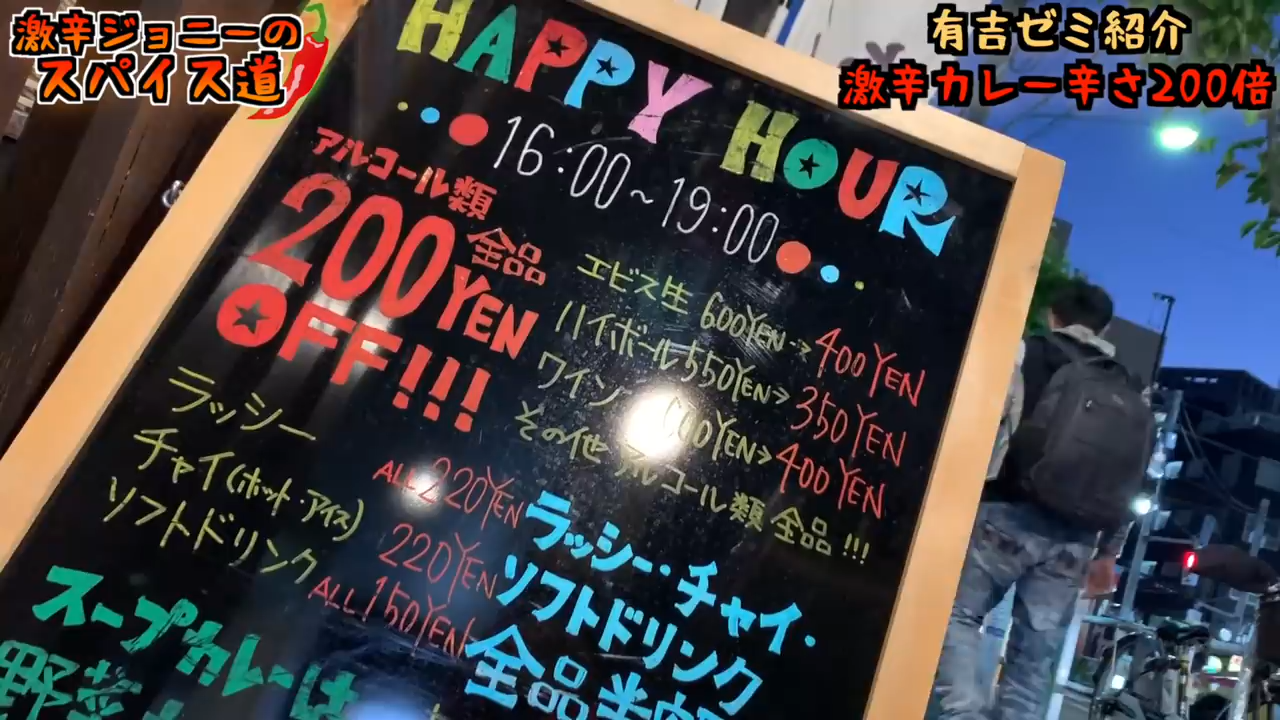 激辛ジョニーの
スパイス道
有吉ゼミ紹介
激辛カレー辛さ200倍
HAPPY HOUR
16:00~19:00
アルコール類
全品
200YEN
OFF!!!
エビス生 600YEN→400YEN
ハイボール550YEN→350YEN
ワイン 00YEN→400YEN
その他アルコール類 全品!!!
ラッシー ALL220YEN
チャイ(ホット・アイス) 220YEN
ソフトドリンク ALL150YEN
ラッシー・チャイ・
ソフトドリンク
全品半
スープカレーは
野菜